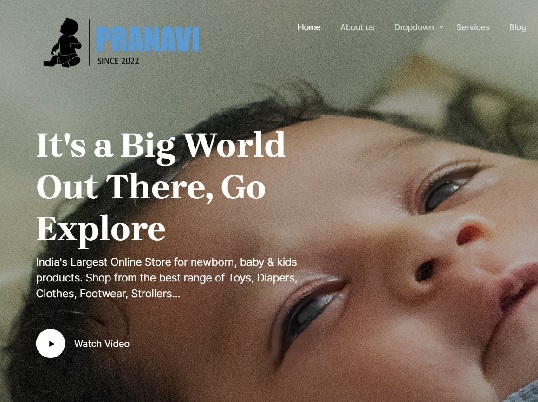 PRANAVI
SINCE 2022
Home About us Dropdown Services Blog
It's a Big World
Out There, Go
Explore
India's Largest Online Store for newborn, baby & kids
products. Shop from the best range of Toys, Diapers,
Clothes, Footwear, Strollers...
Watch Video